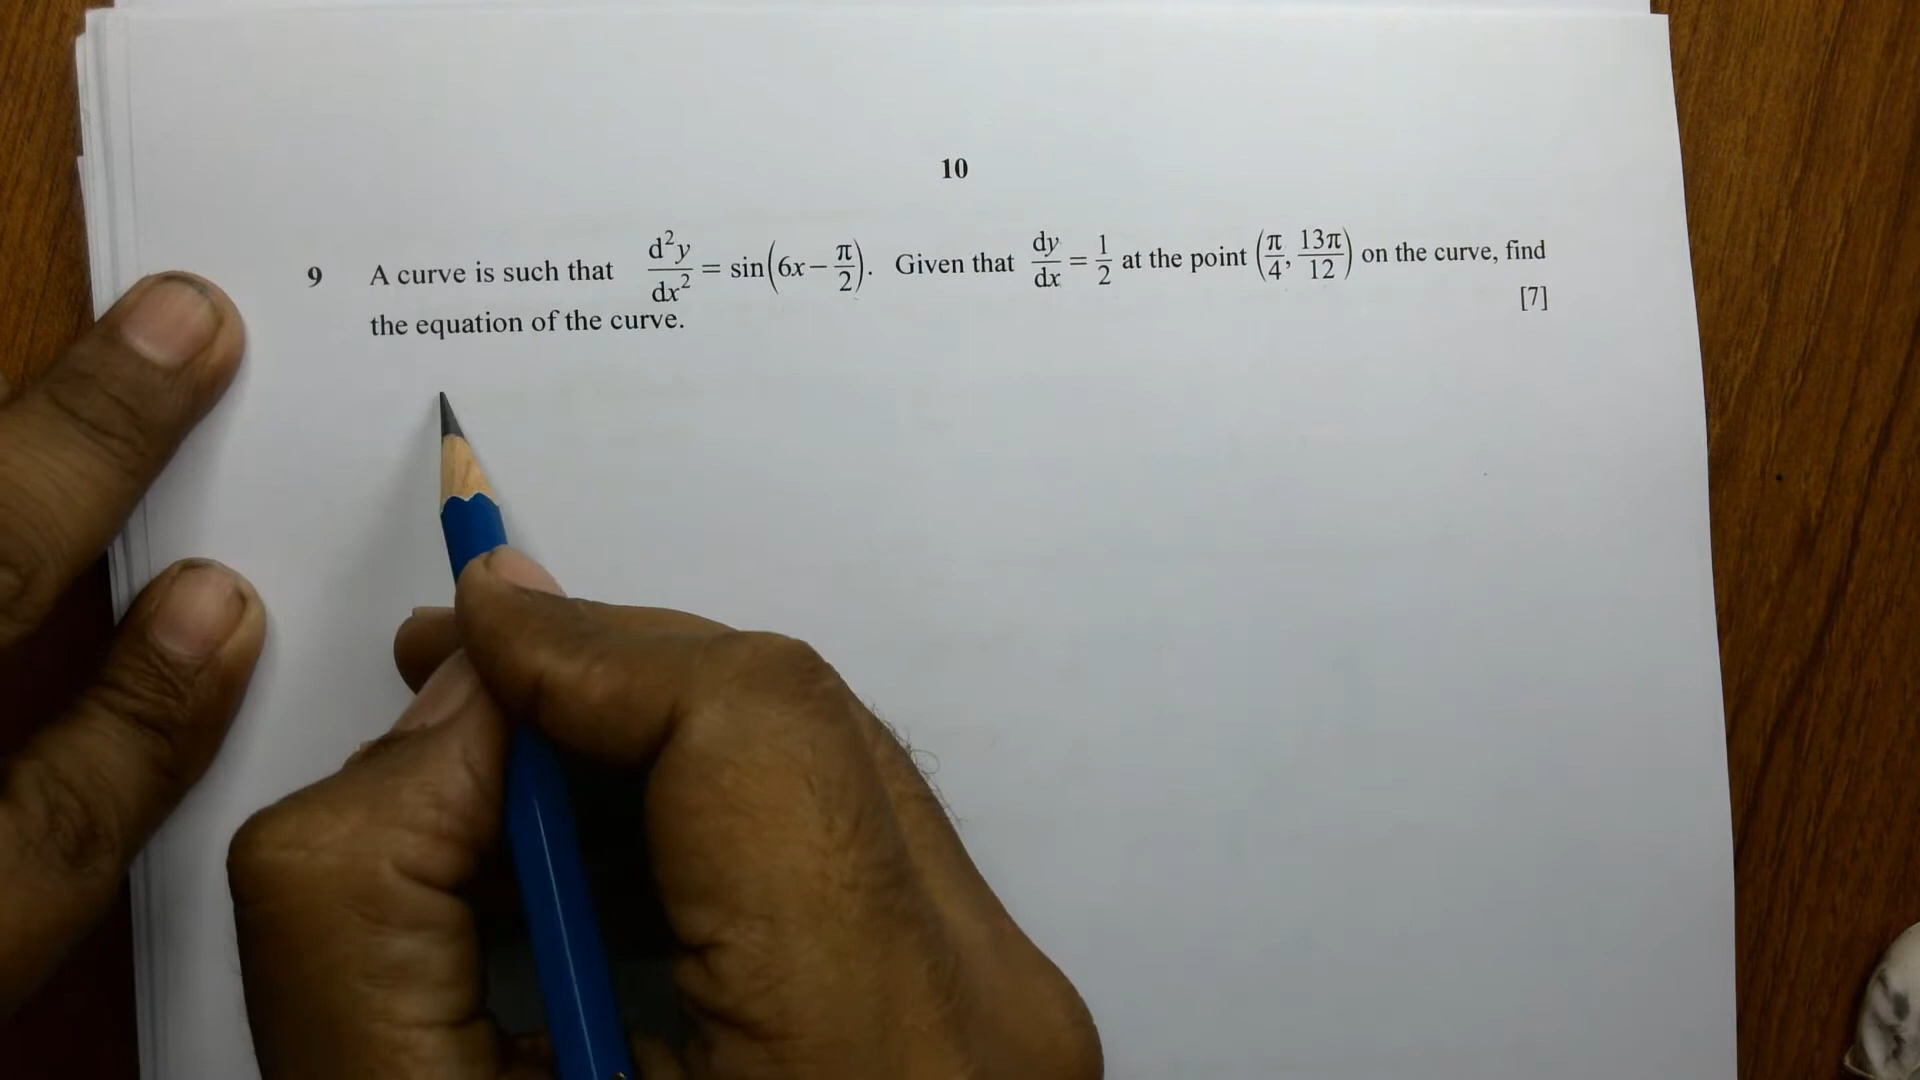 10
9 A curve is such that d²y/dx² = sin(6x − π/2). Given that dy/dx = 1/2 at the point (π/4, 13π/12) on the curve, find
the equation of the curve. [7]